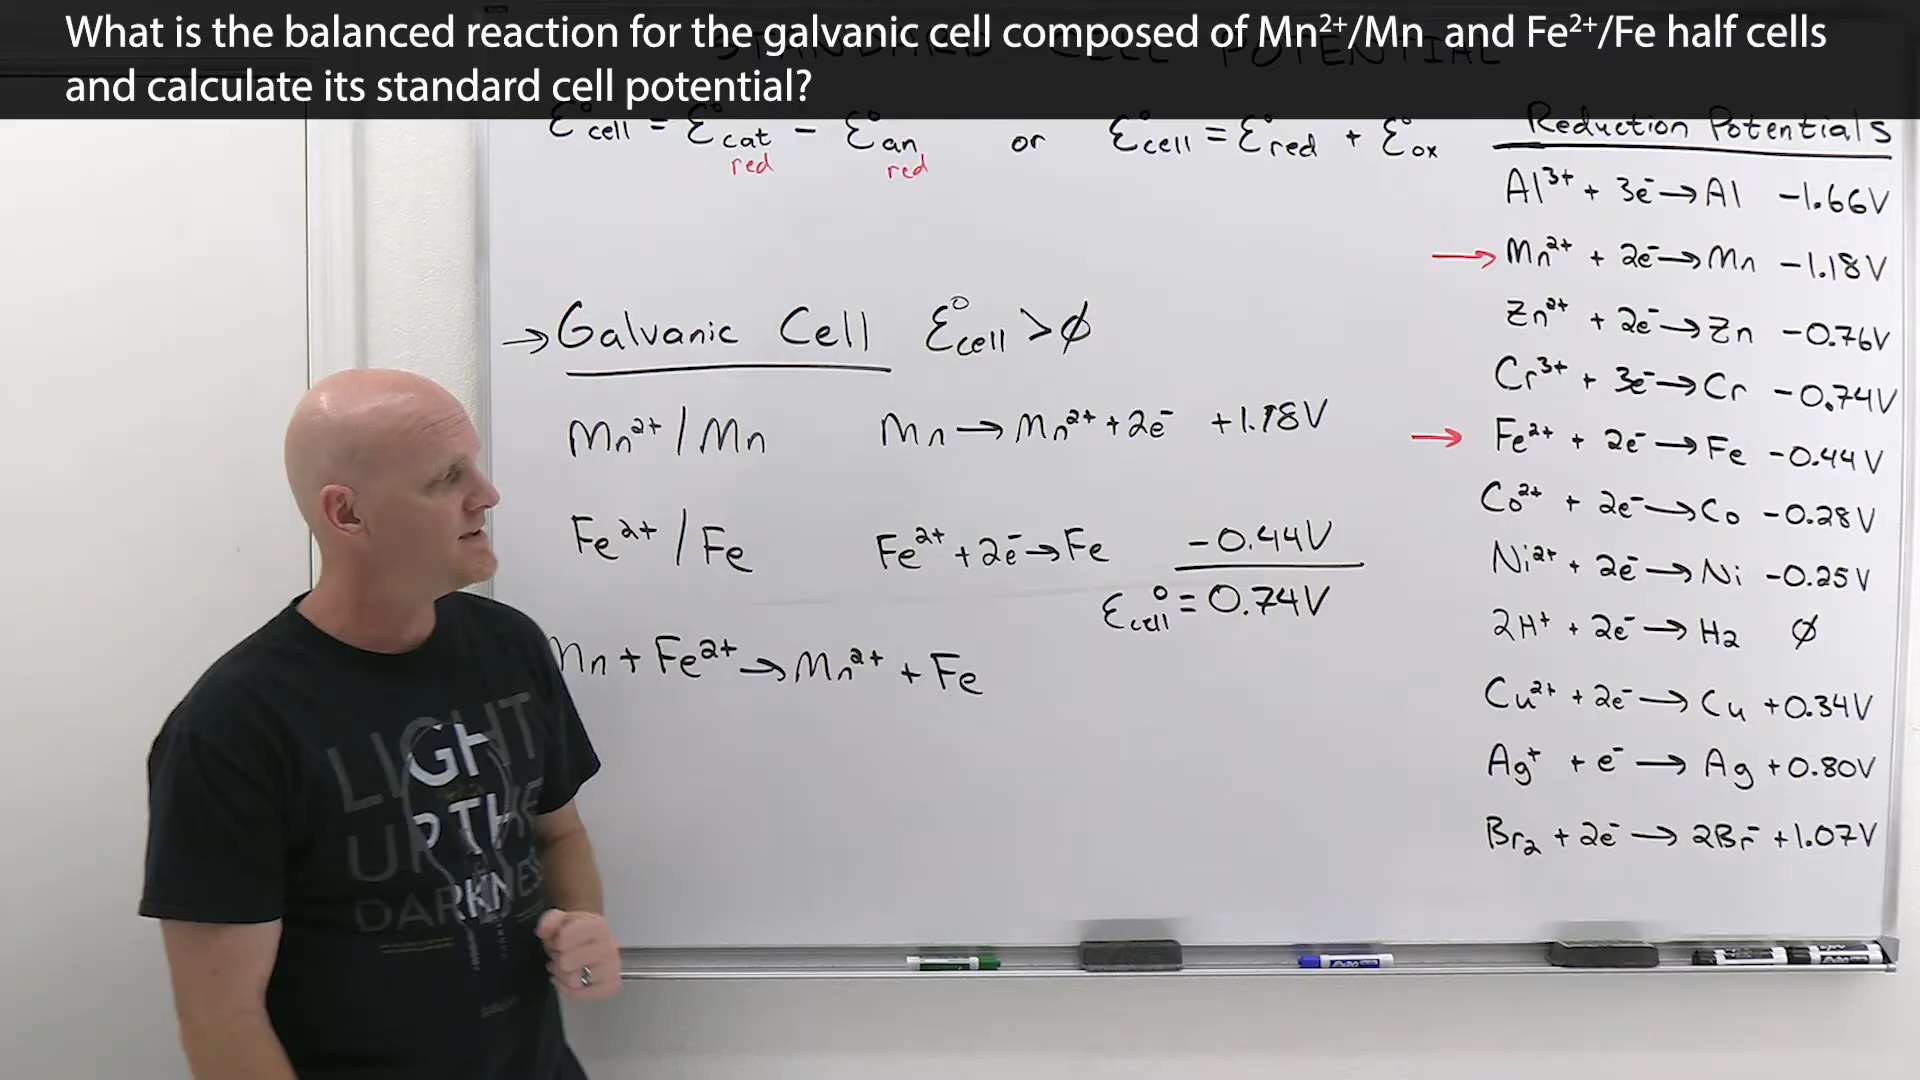 What is the balanced reaction for the galvanic cell composed of Mn²⁺/Mn and Fe²⁺/Fe half cells
and calculate its standard cell potential?
STANDARD CELL POTENTIAL
Ɛ°cell = Ɛ°cat red − Ɛ°an red or Ɛ°cell = Ɛ°red + Ɛ°ox
→ Galvanic Cell Ɛ°cell > ∅
Mn²⁺/Mn Mn → Mn²⁺ + 2e⁻ +1.18V
Fe²⁺/Fe Fe²⁺ + 2e⁻ → Fe −0.44V
Ɛ°cell = 0.74V
Mn + Fe²⁺ → Mn²⁺ + Fe
Reduction Potentials
Al³⁺ + 3e⁻ → Al −1.66V
→ Mn²⁺ + 2e⁻ → Mn −1.18V
Zn²⁺ + 2e⁻ → Zn −0.76V
Cr³⁺ + 3e⁻ → Cr −0.74V
→ Fe²⁺ + 2e⁻ → Fe −0.44V
Co²⁺ + 2e⁻ → Co −0.28V
Ni²⁺ + 2e⁻ → Ni −0.25V
2H⁺ + 2e⁻ → H₂ ∅
Cu²⁺ + 2e⁻ → Cu +0.34V
Ag⁺ + e⁻ → Ag +0.80V
Br₂ + 2e⁻ → 2Br⁻ +1.07V
LIGHT
UP THE
DARKNESS